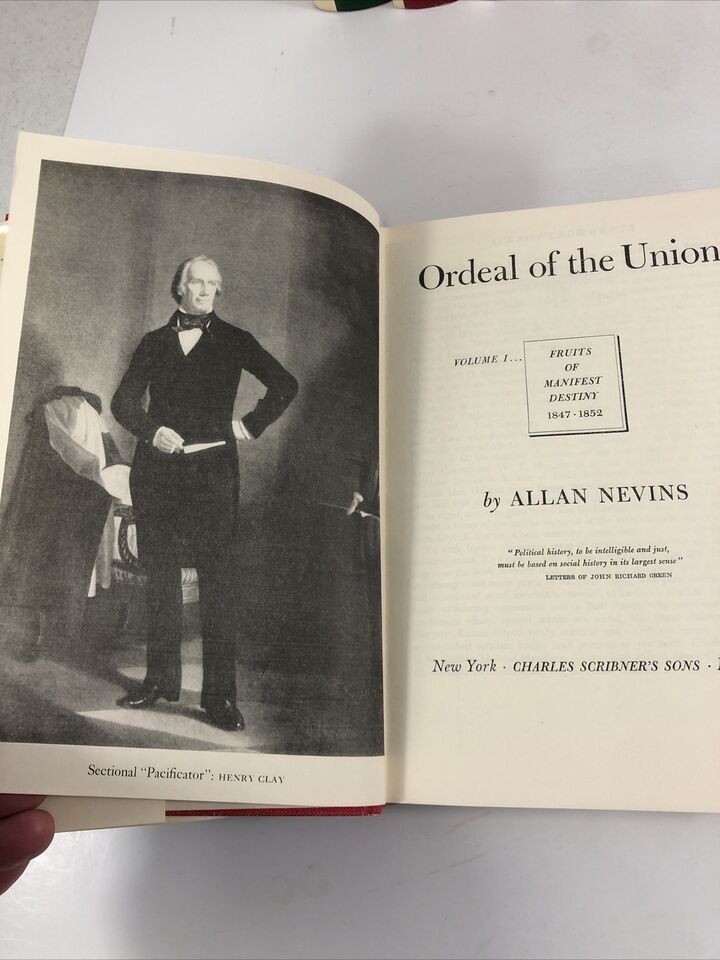 Sectional "Pacificator": HENRY CLAY
Ordeal of the Union
VOLUME I...
FRUITS
OF
MANIFEST
DESTINY
1847 · 1852
by ALLAN NEVINS
"Political history, to be intelligible and just,
must be based on social history in its largest sense"
LETTERS OF JOHN RICHARD GREEN
New York · CHARLES SCRIBNER'S SONS ·